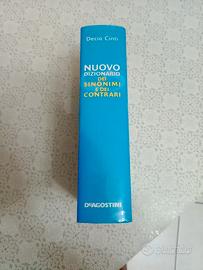 Decio Cinti
NUOVO
DIZIONARIO
DEI
SINONIMI
E DEI
CONTRARI
DEAGOSTINI